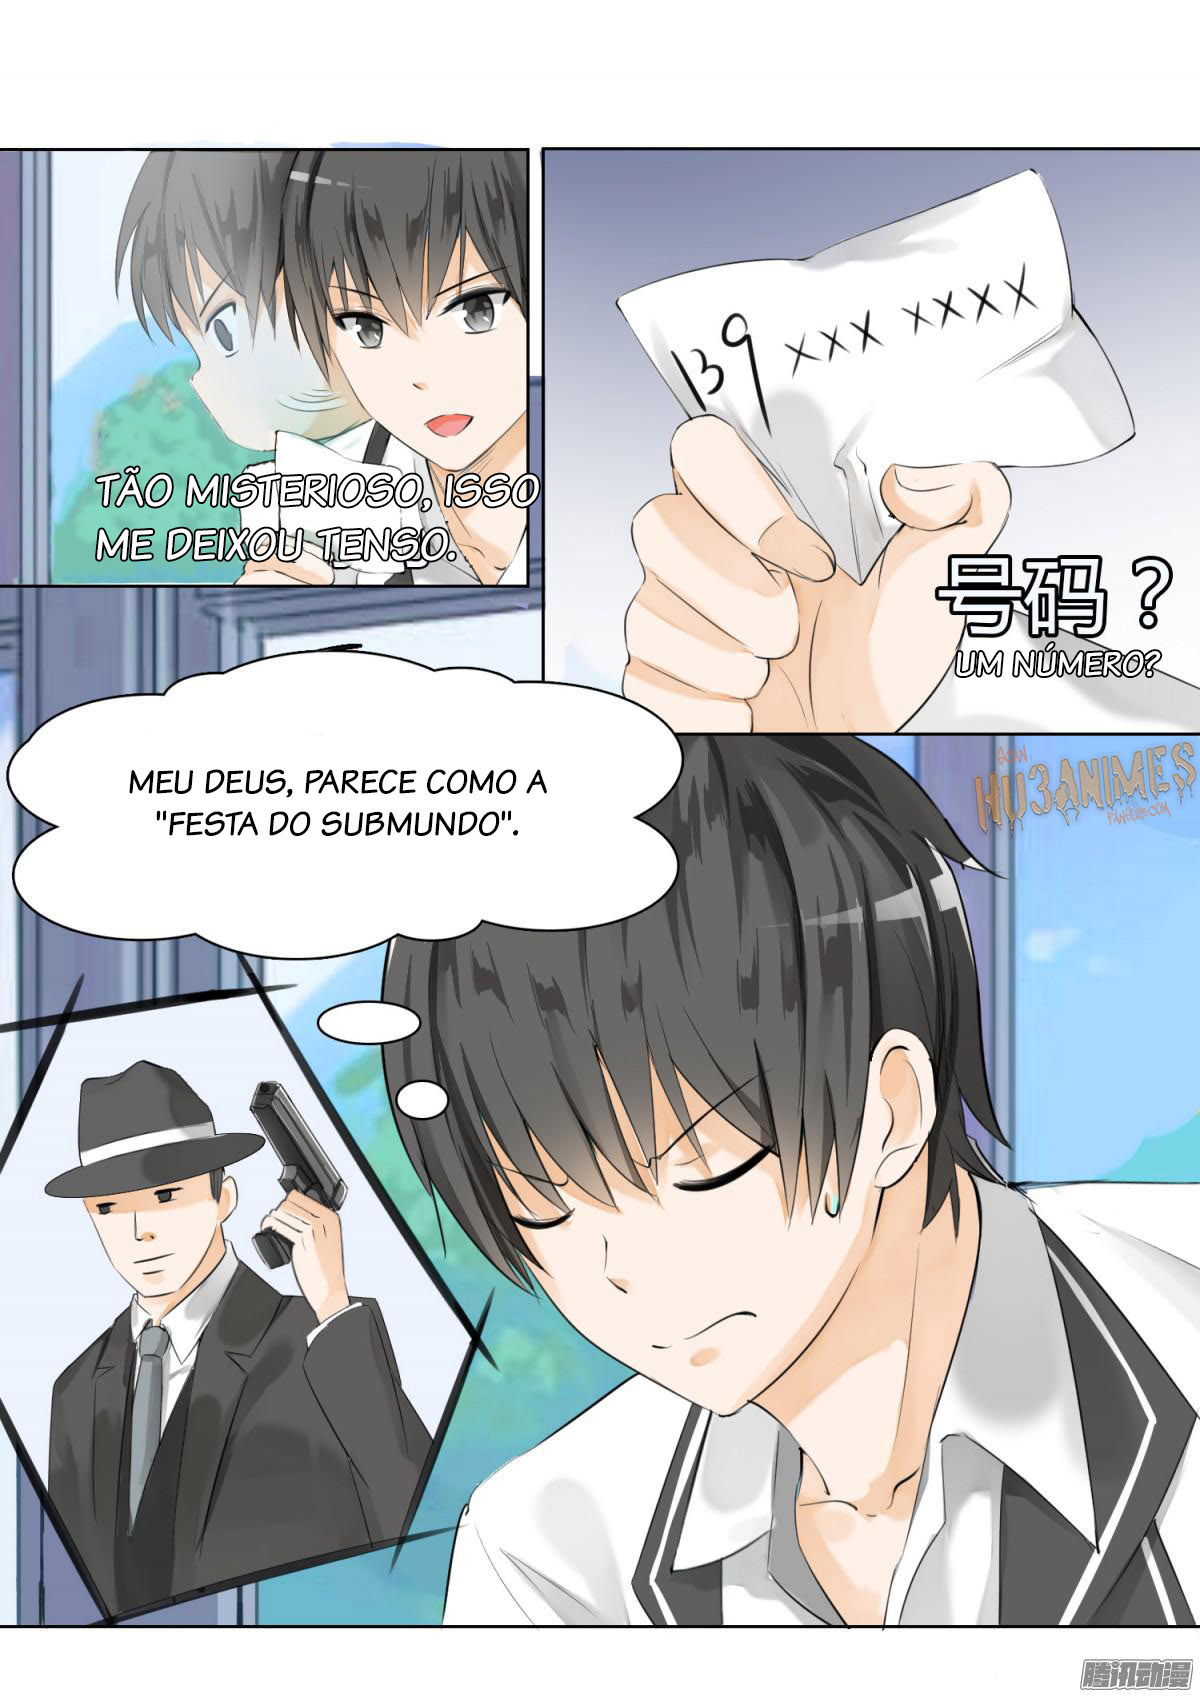 TÃO MISTERIOSO, ISSO
ME DEIXOU TENSO.
139 xxx xxxx
号码？
UM NÚMERO?
MEU DEUS, PARECE COMO A
"FESTA DO SUBMUNDO".
HU3ANIMES
腾讯动漫